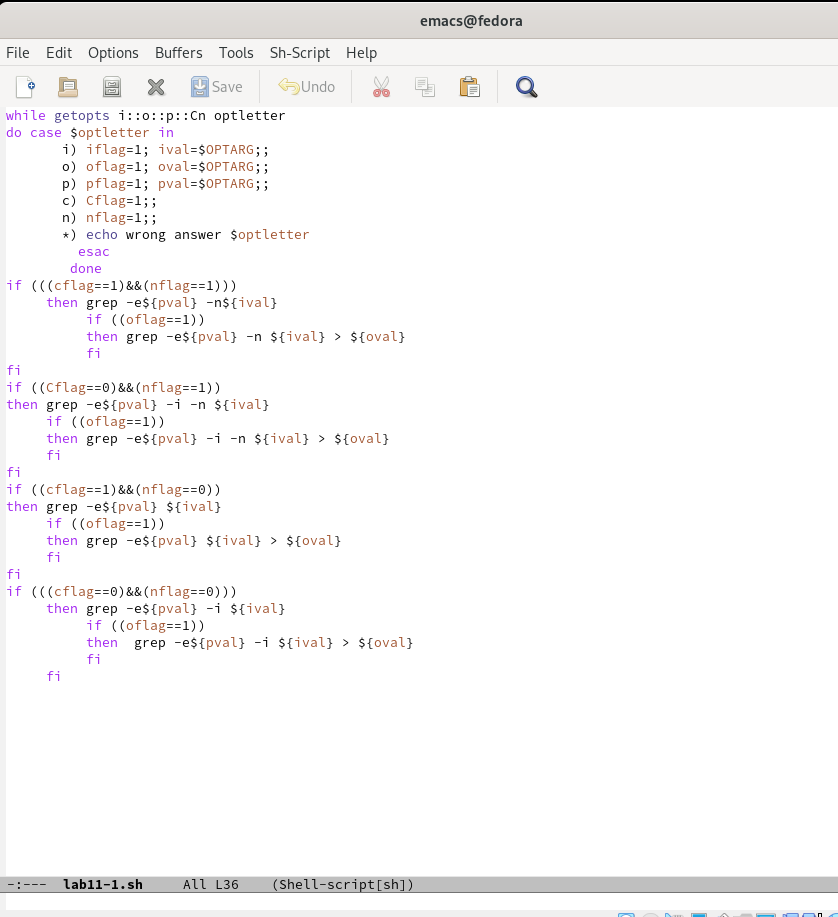 emacs@fedora
File Edit Options Buffers Tools Sh-Script Help
Save Undo
while getopts i::o::p::Cn optletter
do case $optletter in
       i) iflag=1; ival=$OPTARG;;
       o) oflag=1; oval=$OPTARG;;
       p) pflag=1; pval=$OPTARG;;
       c) Cflag=1;;
       n) nflag=1;;
       *) echo wrong answer $optletter
         esac
        done
if (((cflag==1)&&(nflag==1)))
     then grep -e${pval} -n${ival}
          if ((oflag==1))
          then grep -e${pval} -n ${ival} > ${oval}
          fi
fi
if ((Cflag==0)&&(nflag==1))
then grep -e${pval} -i -n ${ival}
     if ((oflag==1))
     then grep -e${pval} -i -n ${ival} > ${oval}
     fi
fi
if ((cflag==1)&&(nflag==0))
then grep -e${pval} ${ival}
     if ((oflag==1))
     then grep -e${pval} ${ival} > ${oval}
     fi
fi
if (((cflag==0)&&(nflag==0)))
     then grep -e${pval} -i ${ival}
          if ((oflag==1))
          then  grep -e${pval} -i ${ival} > ${oval}
          fi
     fi
-:---  lab11-1.sh     All L36    (Shell-script[sh])